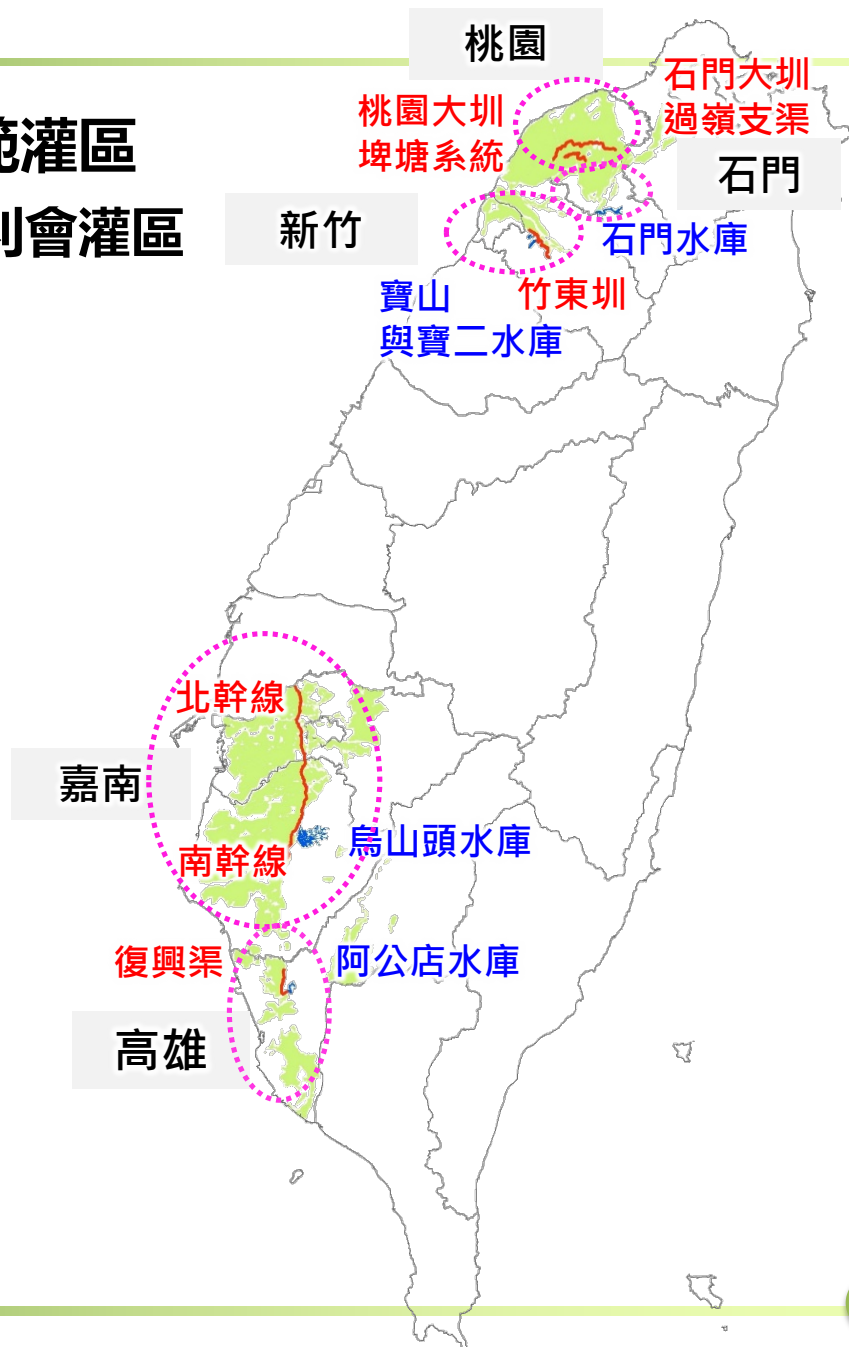 桃園
石門大圳
過嶺支渠
桃園大圳
埤塘系統
範灌區
石門
利會灌區
新竹
石門水庫
寶山
與寶二水庫
竹東圳
北幹線
嘉南
烏山頭水庫
南幹線
復興渠
阿公店水庫
高雄